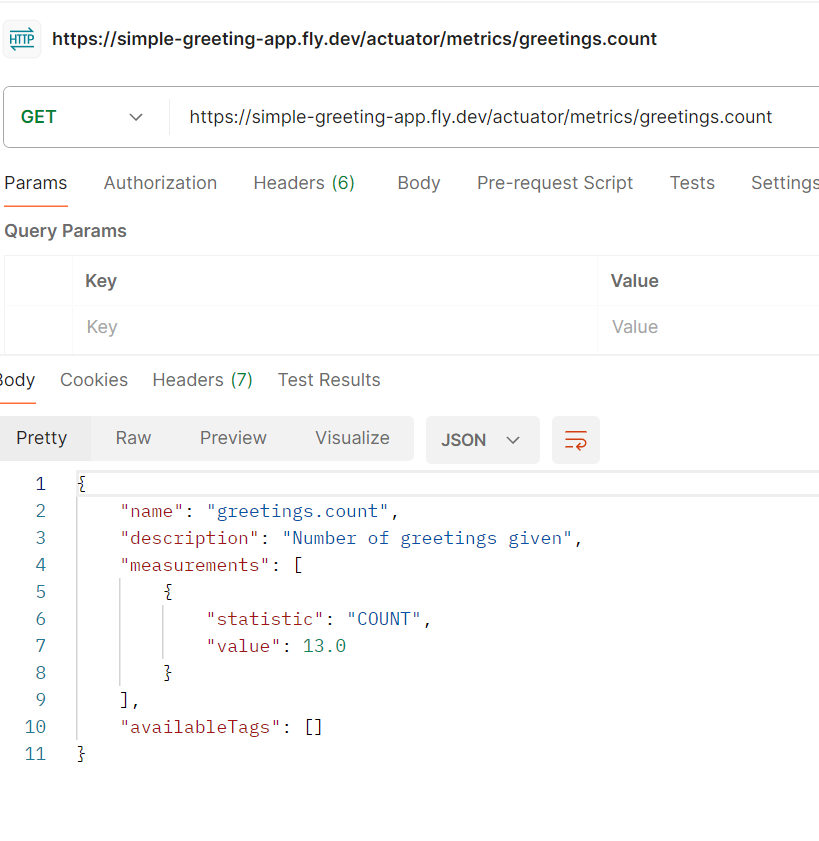 HTTP https://simple-greeting-app.fly.dev/actuator/metrics/greetings.count
GET https://simple-greeting-app.fly.dev/actuator/metrics/greetings.count
Params Authorization Headers (6) Body Pre-request Script Tests Settings
Query Params
Key Value
Key Value
Body Cookies Headers (7) Test Results
Pretty Raw Preview Visualize JSON
1 {
2 "name": "greetings.count",
3 "description": "Number of greetings given",
4 "measurements": [
5 {
6 "statistic": "COUNT",
7 "value": 13.0
8 }
9 ],
10 "availableTags": []
11 }